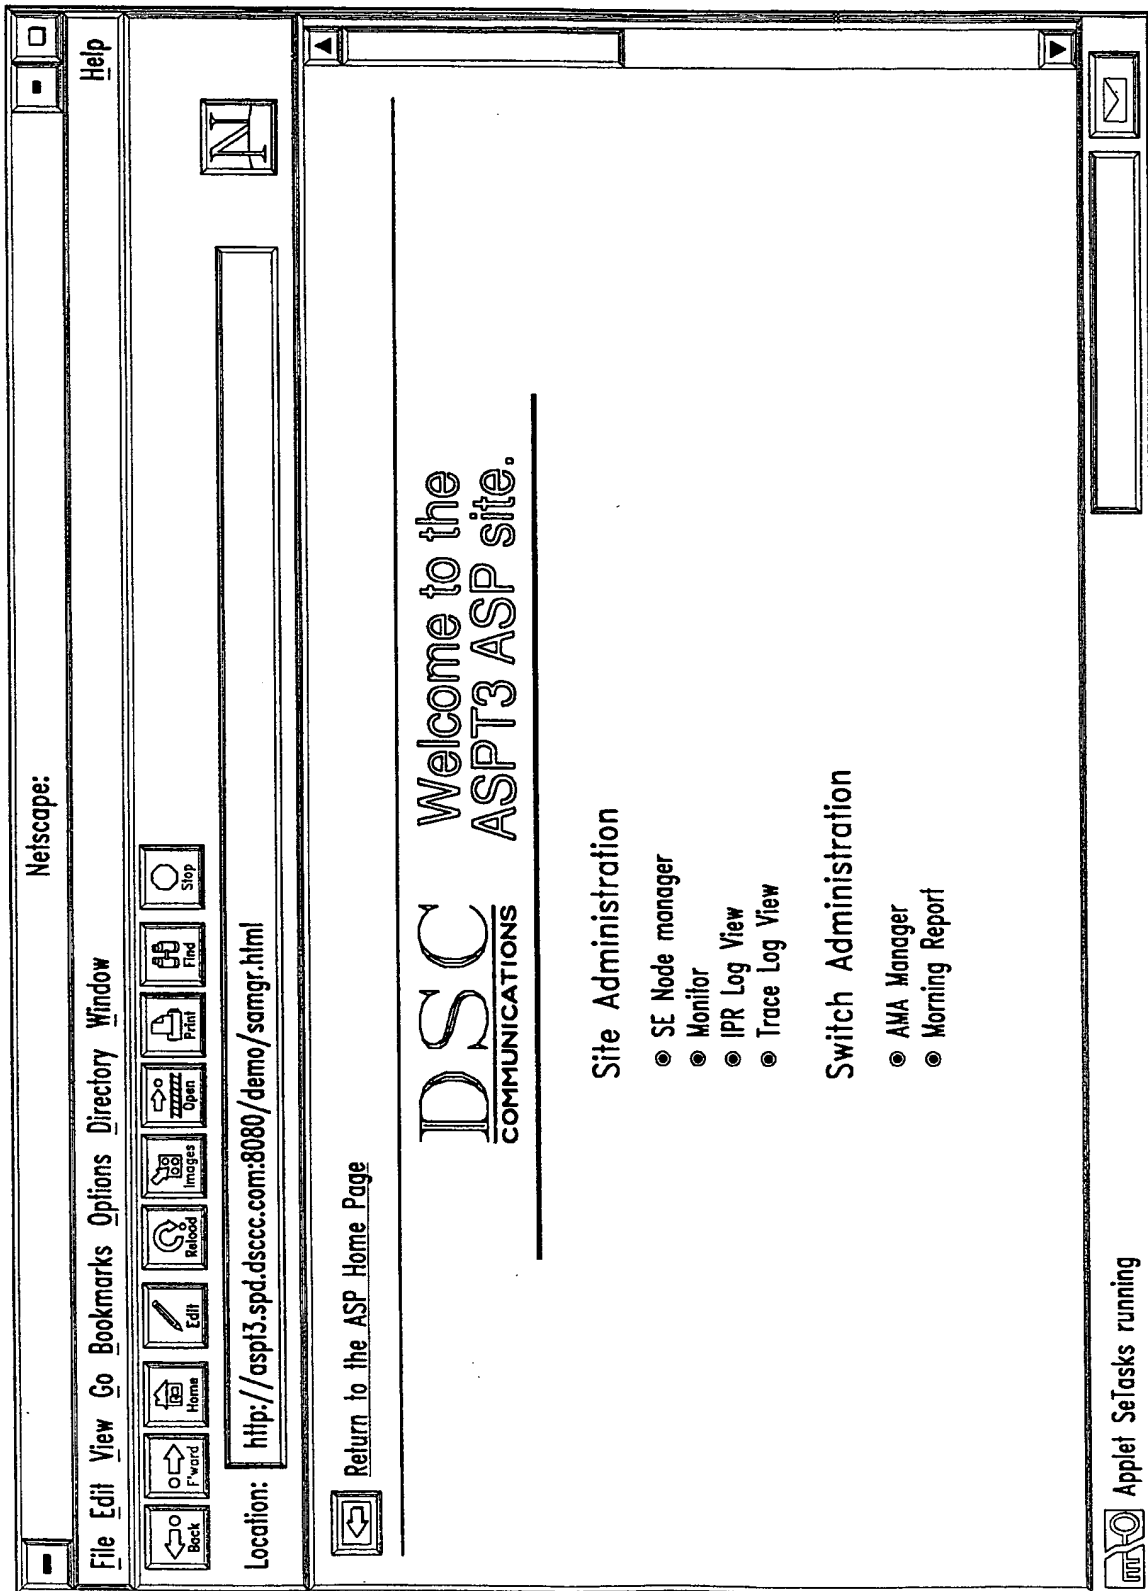 Netscape:
File Edit View Go Bookmarks Options Directory Window Help
Back F'ward Home Edit Reload Images Open Print Find Stop
N
Location: http://aspt3.spd.dsccc.com:8080/demo/samgr.html
Return to the ASP Home Page
DSC
COMMUNICATIONS
Welcome to the
ASPT3 ASP site.
Site Administration
SE Node manager
Monitor
IPR Log View
Trace Log View
Switch Administration
AMA Manager
Morning Report
Applet SeTasks running